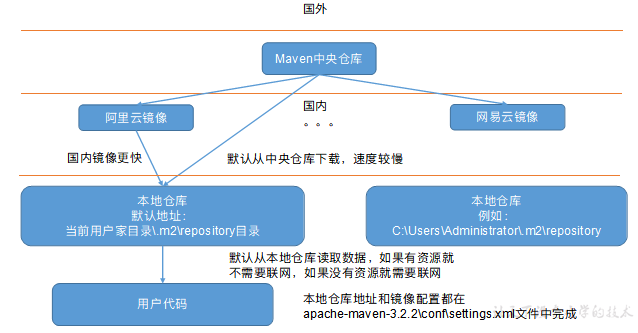 国外
Maven中央仓库
国内
。。。
阿里云镜像
网易云镜像
国内镜像更快
默认从中央仓库下载，速度较慢
本地仓库
默认地址：
当前用户家目录\.m2\repository目录
本地仓库
例如：
C:\Users\Administrator\.m2\repository
默认从本地仓库读取数据，如果有资源就
不需要联网，如果没有资源就需要联网
用户代码
本地仓库地址和镜像配置都在
apache-maven-3.2.2\conf\settings.xml文件中完成